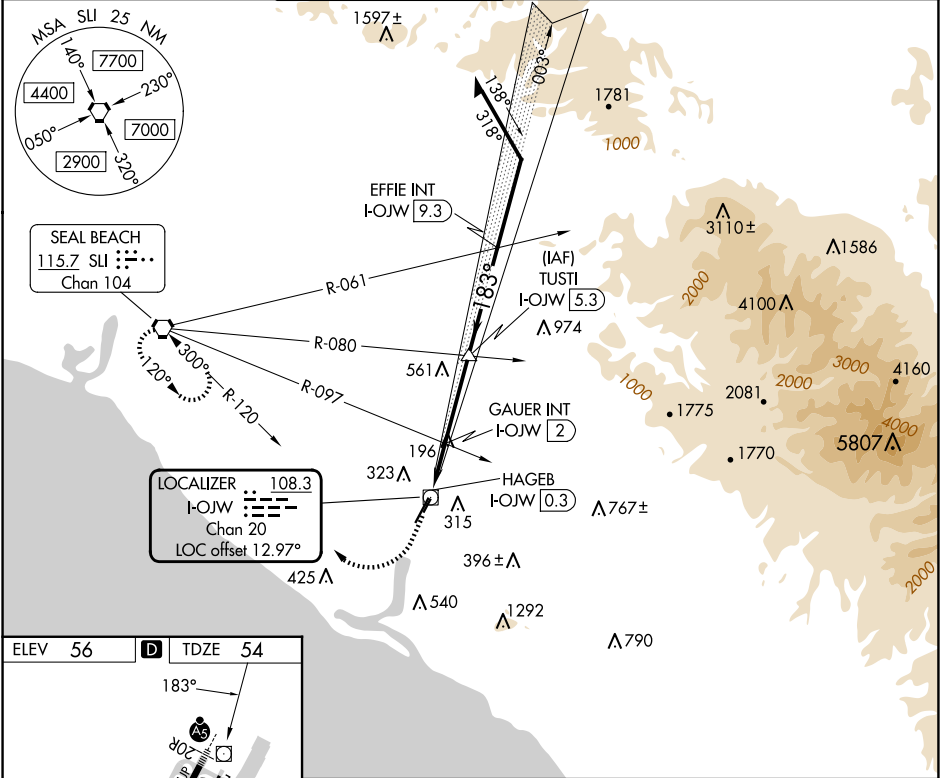 MSA SLI 25 NM
140°
7700
230°
4400
7000
050°
2900
320°
1597±
138°
318°
003°
1781
1000
EFFIE INT
I-OJW 9.3
SEAL BEACH
115.7 SLI
Chan 104
R-061
183°
(IAF)
TUSTI
I-OJW 5.3
974
3110±
1586
2000
4100
R-080
300°
120°
R-120
R-097
561
3000
4160
1000
2081
2000
1775
4000
GAUER INT
I-OJW 2
196
1770
5807
323
LOCALIZER 108.3
I-OJW
Chan 20
LOC offset 12.97°
HAGEB
I-OJW 0.3
315
767±
396±
425
540
1292
2000
790
ELEV 56 D TDZE 54
183°
A5
20R